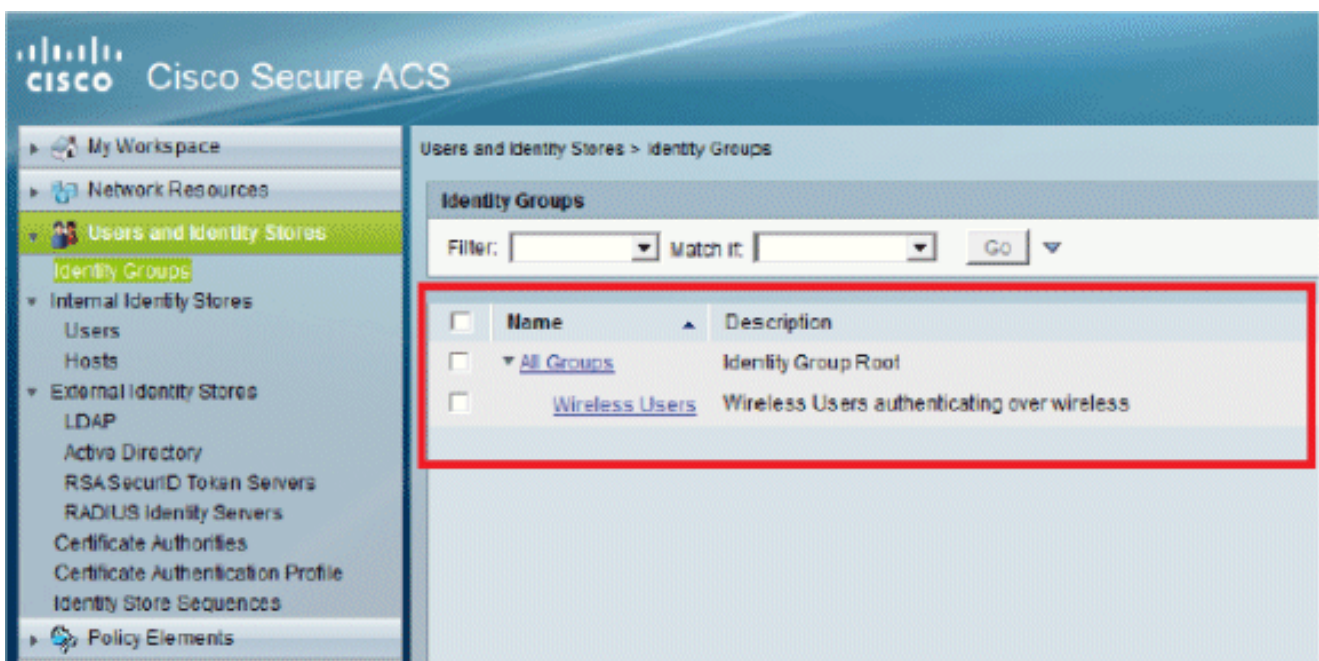 CISCO Cisco Secure ACS
My Workspace
Network Resources
Users and Identity Stores
Identity Groups
Internal Identity Stores
Users
Hosts
External Identity Stores
LDAP
Active Directory
RSA SecurID Token Servers
RADIUS Identity Servers
Certificate Authorities
Certificate Authentication Profile
Identity Store Sequences
Policy Elements
Users and Identity Stores > Identity Groups
Identity Groups
Filter: Match if: Go
Name Description
All Groups Identity Group Root
Wireless Users Wireless Users authenticating over wireless